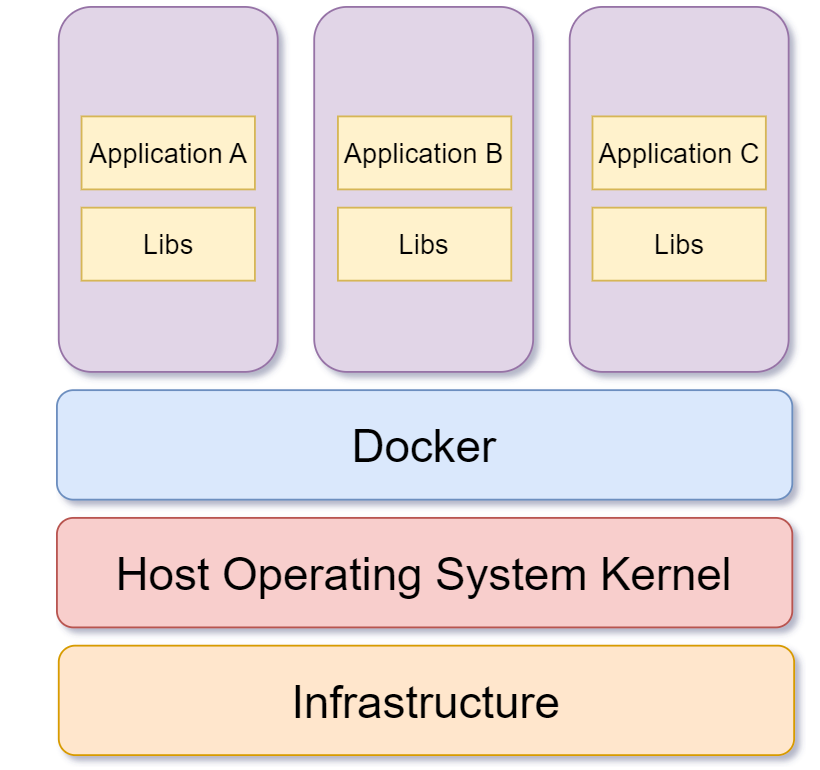 Application A
Application B
Application C
Libs
Libs
Libs
Docker
Host Operating System Kernel
Infrastructure